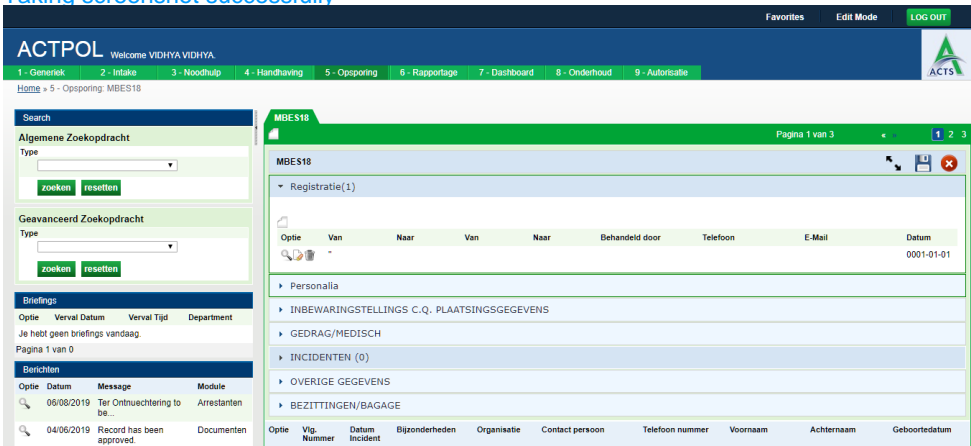 Taking screenshot successfully
Favorites Edit Mode LOG OUT
ACTPOL Welcome VIDHYA VIDHYA.
ACTS
1 - Generiek 2 - Intake 3 - Noodhulp 4 - Handhaving 5 - Opsporing 6 - Rapportage 7 - Dashboard 8 - Onderhoud 9 - Autorisatie
Home » 5 - Opsporing: MBES18
Search
Algemene Zoekopdracht
Type
zoeken resetten
Geavanceerd Zoekopdracht
Type
zoeken resetten
Briefings
Optie Verval Datum Verval Tijd Department
Je hebt geen briefings vandaag.
Pagina 1 van 0
Berichten
Optie Datum Message Module
06/08/2019 Ter Ontnuechtering to be... Arrestanten
04/06/2019 Record has been approved. Documenten
MBES18
Pagina 1 van 3 « 1 2 3
MBES18
Registratie(1)
Optie Van Naar Van Naar Behandeld door Telefoon E-Mail Datum
" 0001-01-01
Personalia
INBEWARINGSTELLINGS C.Q. PLAATSINGSGEGEVENS
GEDRAG/MEDISCH
INCIDENTEN (0)
OVERIGE GEGEVENS
BEZITTINGEN/BAGAGE
Optie Vlg. Nummer Datum Incident Bijzonderheden Organisatie Contact persoon Telefoon nummer Voornaam Achternaam Geboortedatum